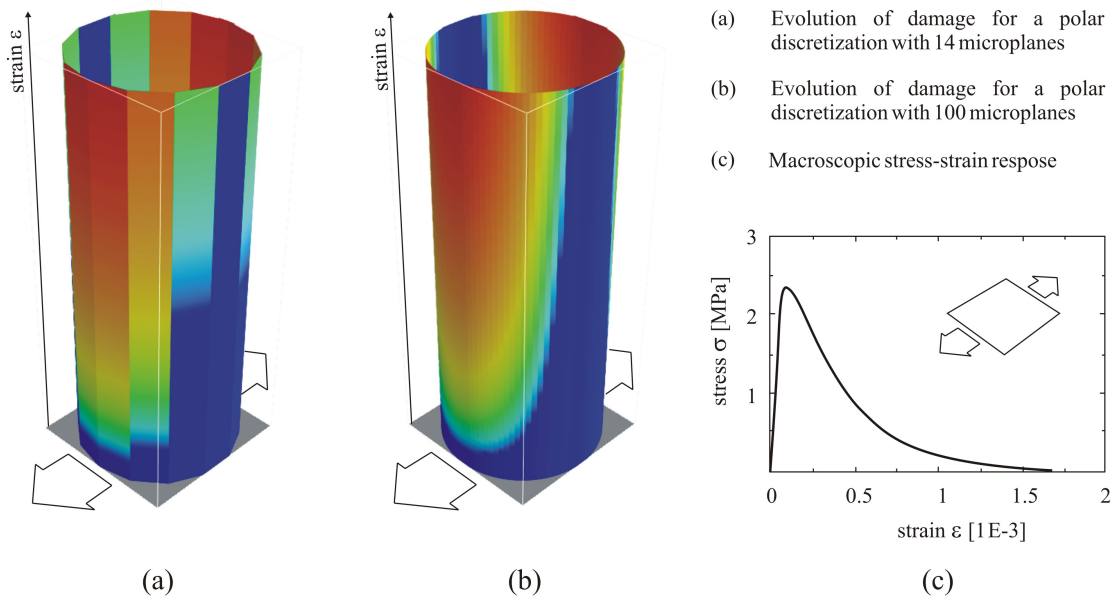 strain ε
strain ε
(a) Evolution of damage for a polar
discretization with 14 microplanes
(b) Evolution of damage for a polar
discretization with 100 microplanes
(c) Macroscopic stress-strain respose
3
2
1
stress σ [MPa]
0 0.5 1 1.5 2
strain ε [1E-3]
(a) (b) (c)